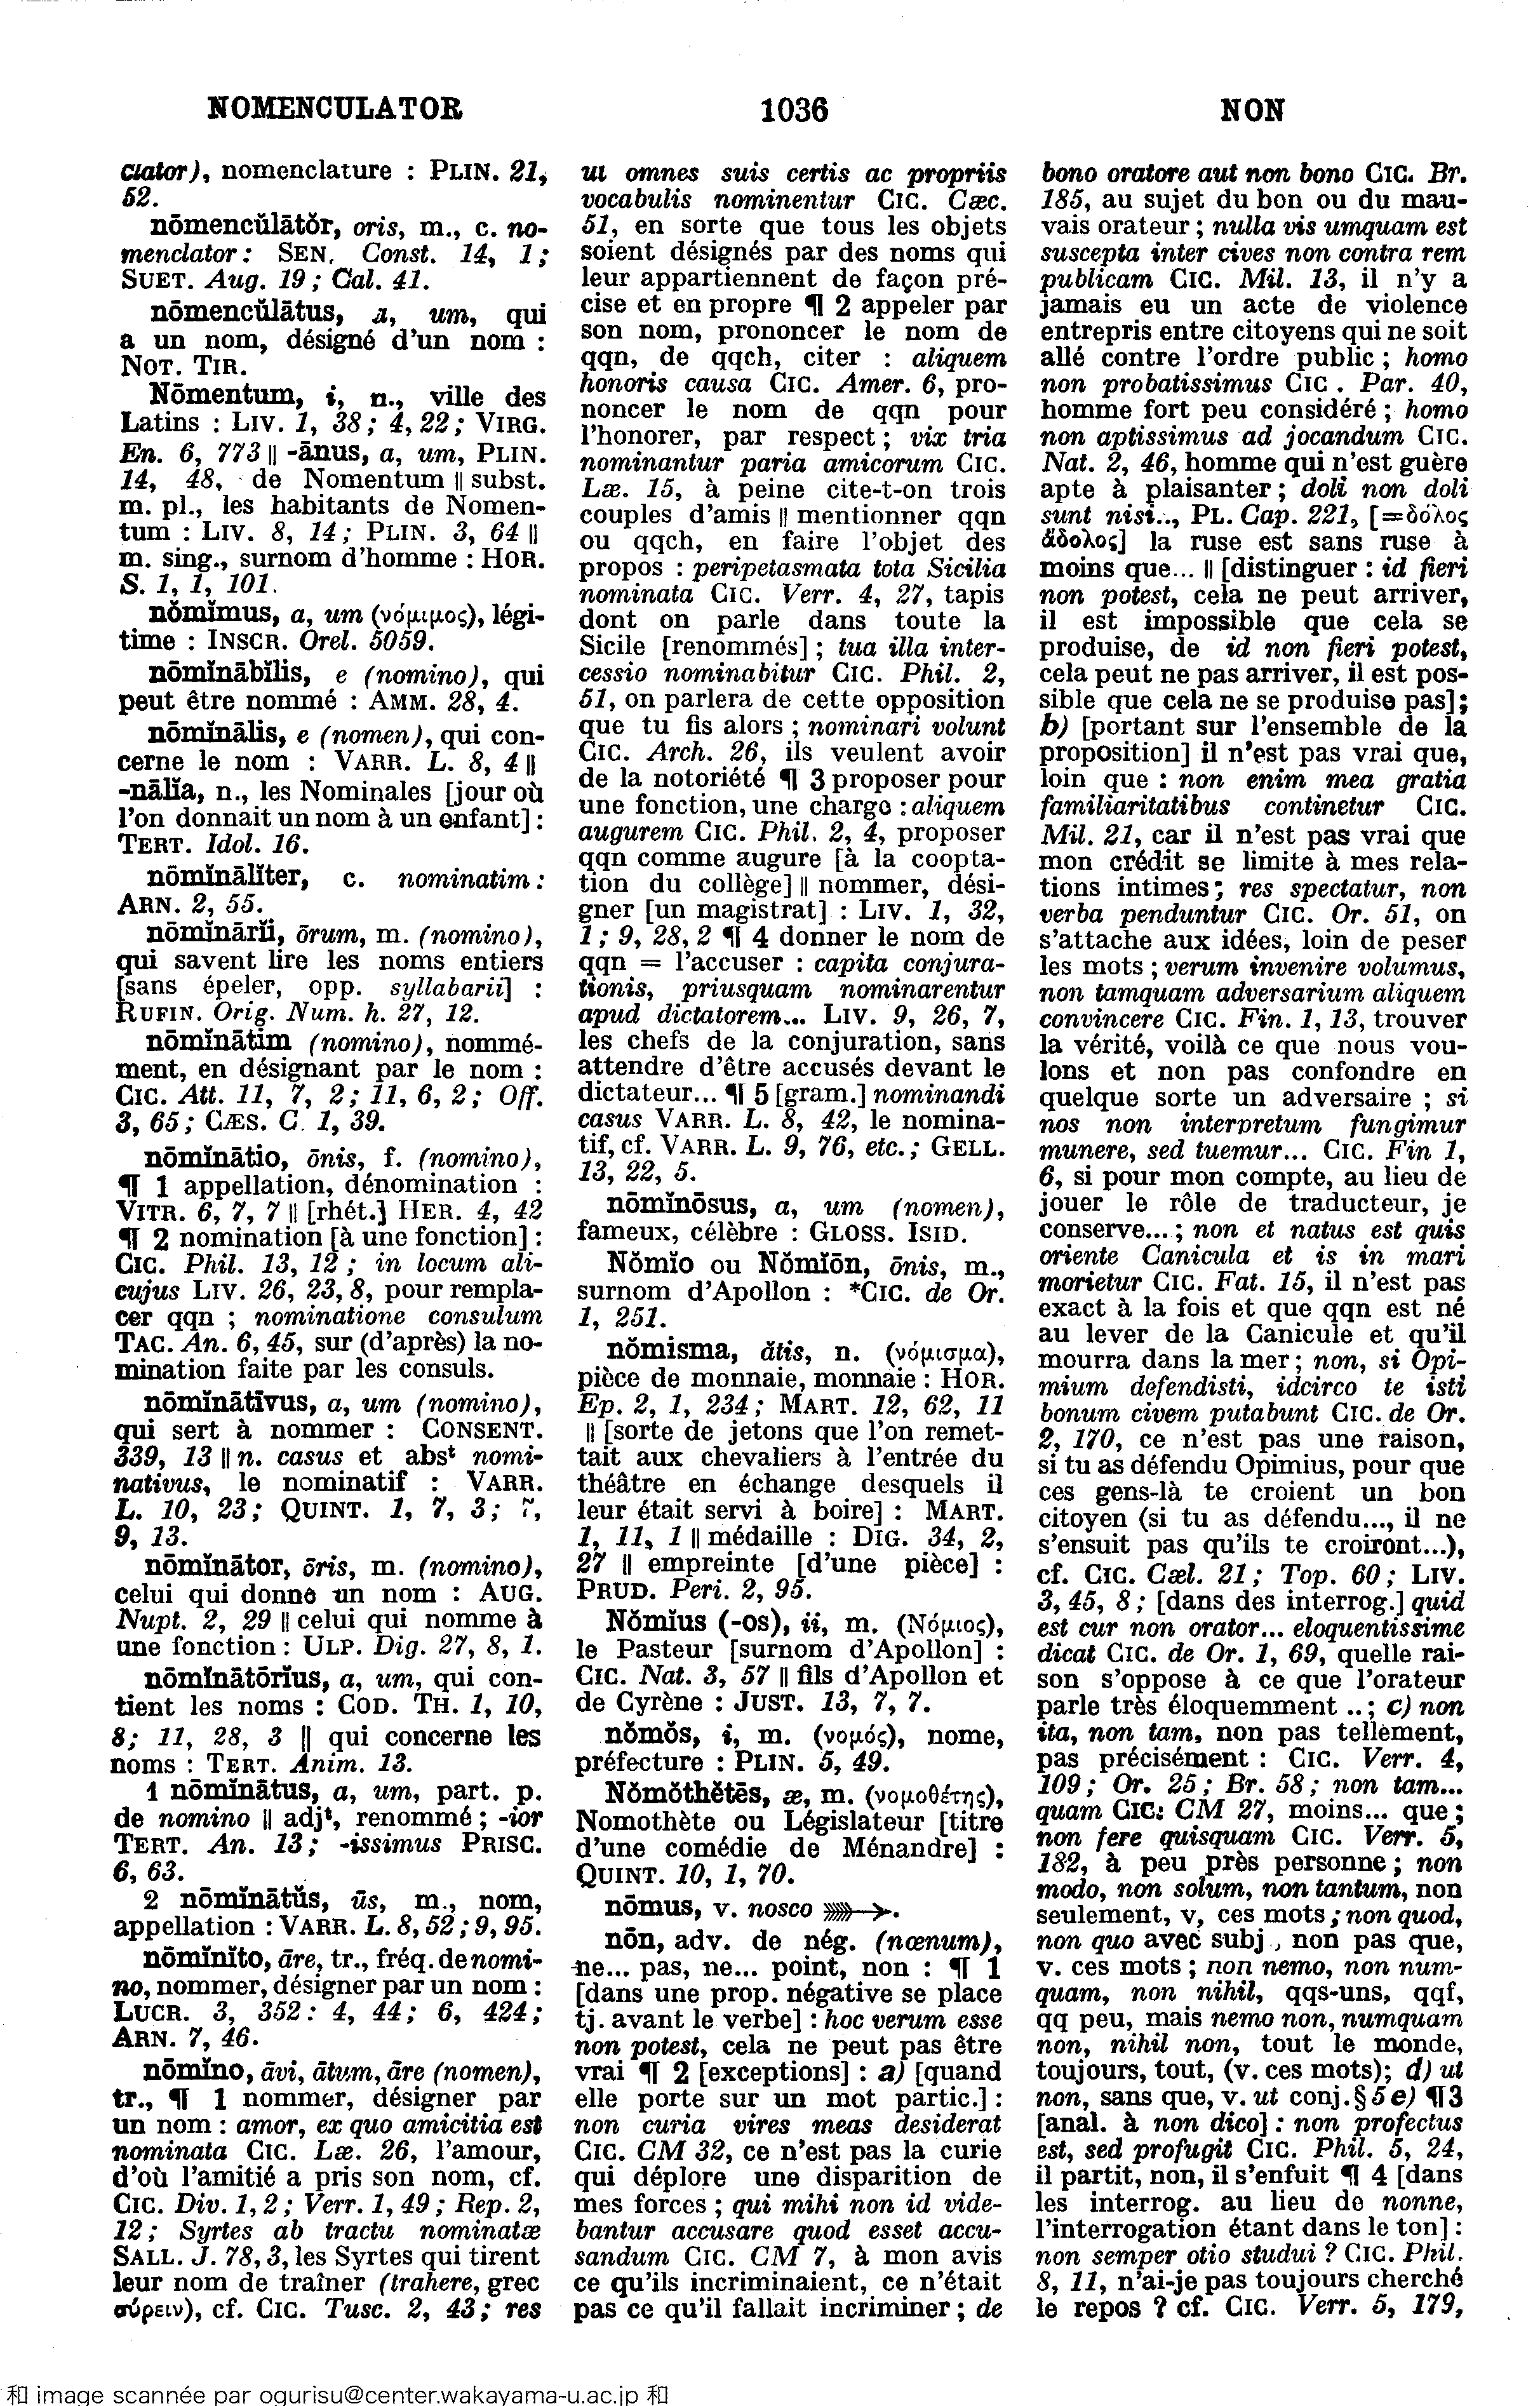 NOMENCULATOR
1036
NON
clator), nomenclature : PLIN. 21,
52.
nōmencŭlātŏr, oris, m., c. no-
menclator : SEN. Const. 14, 1 ;
SUET. Aug. 19 ; Cal. 41.
nōmencŭlātus, a, um, qui
a un nom, désigné d'un nom :
NOT. TIR.
Nōmentum, i, n., ville des
Latins : LIV. 1, 38 ; 4, 22 ; VIRG.
En. 6, 773 || -ānus, a, um, PLIN.
14, 48, de Nomentum || subst.
m. pl., les habitants de Nomen-
tum : LIV. 8, 14 ; PLIN. 3, 64 ||
m. sing., surnom d'homme : HOR.
S. 1, 1, 101.
nŏmĭmus, a, um (νόμιμος), légi-
time : INSCR. Orel. 5059.
nōmĭnābĭlis, e (nomino), qui
peut être nommé : AMM. 28, 4.
nōmĭnālis, e (nomen), qui con-
cerne le nom : VARR. L. 8, 4 ||
-nālĭa, n., les Nominales [jour où
l'on donnait un nom à un enfant] :
TERT. Idol. 16.
nōmĭnālĭter, c. nominatim :
ARN. 2, 55.
nōmĭnārĭi, ōrum, m. (nomino),
qui savent lire les noms entiers
[sans épeler, opp. syllabarii] :
RUFIN. Orig. Num. h. 27, 12.
nōmĭnātim (nomino), nommé-
ment, en désignant par le nom :
CIC. Att. 11, 7, 2 ; 11, 6, 2 ; Off.
3, 65 ; CÆS. C. 1, 39.
nōmĭnātio, ōnis, f. (nomino),
¶ 1 appellation, dénomination :
VITR. 6, 7, 7 || [rhét.] HER. 4, 42
¶ 2 nomination [à une fonction] :
CIC. Phil. 13, 12 ; in locum ali-
cujus LIV. 26, 23, 8, pour rempla-
cer qqn ; nominatione consulum
TAC. An. 6, 45, sur (d'après) la no-
mination faite par les consuls.
nōmĭnātīvus, a, um (nomino),
qui sert à nommer : CONSENT.
339, 13 || n. casus et absᵗ nomi-
nativus, le nominatif : VARR.
L. 10, 23 ; QUINT. 1, 7, 3 ; 7,
9, 13.
nōmĭnātor, ōris, m. (nomino),
celui qui donne un nom : AUG.
Nupt. 2, 29 || celui qui nomme à
une fonction : ULP. Dig. 27, 8, 1.
nōmĭnātōrĭus, a, um, qui con-
tient les noms : COD. TH. 1, 10,
8 ; 11, 28, 3 || qui concerne les
noms : TERT. Anim. 13.
1 nōmĭnātus, a, um, part. p.
de nomino || adjᵗ, renommé ; -ior
TERT. An. 13 ; -issimus PRISC.
6, 63.
2 nōmĭnātŭs, ūs, m., nom,
appellation : VARR. L. 8, 52 ; 9, 95.
nōmĭnĭto, āre, tr., fréq. de nomi-
no, nommer, désigner par un nom :
LUCR. 3, 352 : 4, 44 ; 6, 424 ;
ARN. 7, 46.
nōmĭno, āvi, ātum, āre (nomen),
tr., ¶ 1 nommer, désigner par
un nom : amor, ex quo amicitia est
nominata CIC. Læ. 26, l'amour,
d'où l'amitié a pris son nom, cf.
CIC. Div. 1, 2 ; Verr. 1, 49 ; Rep. 2,
12 ; Syrtes ab tractu nominatæ
SALL. J. 78, 3, les Syrtes qui tirent
leur nom de traîner (trahere, grec
σύρειν), cf. CIC. Tusc. 2, 43 ; res
ut omnes suis certis ac propriis
vocabulis nominentur CIC. Cæc.
51, en sorte que tous les objets
soient désignés par des noms qui
leur appartiennent de façon pré-
cise et en propre ¶ 2 appeler par
son nom, prononcer le nom de
qqn, de qqch, citer : aliquem
honoris causa CIC. Amer. 6, pro-
noncer le nom de qqn pour
l'honorer, par respect ; vix tria
nominantur paria amicorum CIC.
Læ. 15, à peine cite-t-on trois
couples d'amis || mentionner qqn
ou qqch, en faire l'objet des
propos : peripetasmata tota Sicilia
nominata CIC. Verr. 4, 27, tapis
dont on parle dans toute la
Sicile [renommés] ; tua illa inter-
cessio nominabitur CIC. Phil. 2,
51, on parlera de cette opposition
que tu fis alors ; nominari volunt
CIC. Arch. 26, ils veulent avoir
de la notoriété ¶ 3 proposer pour
une fonction, une charge : aliquem
augurem CIC. Phil. 2, 4, proposer
qqn comme augure [à la coopta-
tion du collège] || nommer, dési-
gner [un magistrat] : LIV. 1, 32,
1 ; 9, 28, 2 ¶ 4 donner le nom de
qqn = l'accuser : capita conjura-
tionis, priusquam nominarentur
apud dictatorem... LIV. 9, 26, 7,
les chefs de la conjuration, sans
attendre d'être accusés devant le
dictateur... ¶ 5 [gram.] nominandi
casus VARR. L. 8, 42, le nomina-
tif, cf. VARR. L. 9, 76, etc. ; GELL.
13, 22, 5.
nōmĭnōsus, a, um (nomen),
fameux, célèbre : GLOSS. ISID.
Nŏmĭo ou Nŏmĭōn, ōnis, m.,
surnom d'Apollon : *CIC. de Or.
1, 251.
nŏmisma, ătis, n. (νόμισμα),
pièce de monnaie, monnaie : HOR.
Ep. 2, 1, 234 ; MART. 12, 62, 11
|| [sorte de jetons que l'on remet-
tait aux chevaliers à l'entrée du
théâtre en échange desquels il
leur était servi à boire] : MART.
1, 11, 1 || médaille : DIG. 34, 2,
27 || empreinte [d'une pièce] :
PRUD. Peri. 2, 95.
Nŏmĭus (-os), ii, m. (Νόμιος),
le Pasteur [surnom d'Apollon] :
CIC. Nat. 3, 57 || fils d'Apollon et
de Cyrène : JUST. 13, 7, 7.
nŏmŏs, i, m. (νομός), nome,
préfecture : PLIN. 5, 49.
Nŏmŏthĕtēs, æ, m. (νομοθέτης),
Nomothète ou Législateur [titre
d'une comédie de Ménandre] :
QUINT. 10, 1, 70.
nōmus, v. nosco ➳.
nōn, adv. de nég. (nœnum),
ne... pas, ne... point, non : ¶ 1
[dans une prop. négative se place
tj. avant le verbe] : hoc verum esse
non potest, cela ne peut pas être
vrai ¶ 2 [exceptions] : a) [quand
elle porte sur un mot partic.] :
non curia vires meas desiderat
CIC. CM 32, ce n'est pas la curie
qui déplore une disparition de
mes forces ; qui mihi non id vide-
bantur accusare quod esset accu-
sandum CIC. CM 7, à mon avis
ce qu'ils incriminaient, ce n'était
pas ce qu'il fallait incriminer ; de
bono oratore aut non bono CIC. Br.
185, au sujet du bon ou du mau-
vais orateur ; nulla vis umquam est
suscepta inter cives non contra rem
publicam CIC. Mil. 13, il n'y a
jamais eu un acte de violence
entrepris entre citoyens qui ne soit
allé contre l'ordre public ; homo
non probatissimus CIC. Par. 40,
homme fort peu considéré ; homo
non aptissimus ad jocandum CIC.
Nat. 2, 46, homme qui n'est guère
apte à plaisanter ; doli non doli
sunt nisi.., PL. Cap. 221, [=δόλος
ἄδολος] la ruse est sans ruse à
moins que... || [distinguer : id fieri
non potest, cela ne peut arriver,
il est impossible que cela se
produise, de id non fieri potest,
cela peut ne pas arriver, il est pos-
sible que cela ne se produise pas] ;
b) [portant sur l'ensemble de la
proposition] il n'est pas vrai que,
loin que : non enim mea gratia
familiaritatibus continetur CIC.
Mil. 21, car il n'est pas vrai que
mon crédit se limite à mes rela-
tions intimes ; res spectatur, non
verba penduntur CIC. Or. 51, on
s'attache aux idées, loin de peser
les mots ; verum invenire volumus,
non tamquam adversarium aliquem
convincere CIC. Fin. 1, 13, trouver
la vérité, voilà ce que nous vou-
lons et non pas confondre en
quelque sorte un adversaire ; si
nos non interpretum fungimur
munere, sed tuemur... CIC. Fin 1,
6, si pour mon compte, au lieu de
jouer le rôle de traducteur, je
conserve... ; non et natus est quis
oriente Canicula et is in mari
morietur CIC. Fat. 15, il n'est pas
exact à la fois et que qqn est né
au lever de la Canicule et qu'il
mourra dans la mer ; non, si Opi-
mium defendisti, idcirco te isti
bonum civem putabunt CIC. de Or.
2, 170, ce n'est pas une raison,
si tu as défendu Opimius, pour que
ces gens-là te croient un bon
citoyen (si tu as défendu..., il ne
s'ensuit pas qu'ils te croiront...),
cf. CIC. Cæl. 21 ; Top. 60 ; LIV.
3, 45, 8 ; [dans des interrog.] quid
est cur non orator... eloquentissime
dicat CIC. de Or. 1, 69, quelle rai-
son s'oppose à ce que l'orateur
parle très éloquemment .. ; c) non
ita, non tam, non pas tellement,
pas précisément : CIC. Verr. 4,
109 ; Or. 25 ; Br. 58 ; non tam...
quam CIC: CM 27, moins... que ;
non fere quisquam CIC. Verr. 5,
182, à peu près personne ; non
modo, non solum, non tantum, non
seulement, v, ces mots ; non quod,
non quo avec subj., non pas que,
v. ces mots ; non nemo, non num-
quam, non nihil, qqs-uns, qqf,
qq peu, mais nemo non, numquam
non, nihil non, tout le monde,
toujours, tout, (v. ces mots); d) ut
non, sans que, v. ut conj. § 5 e) ¶ 3
[anal. à non dico] : non profectus
est, sed profugit CIC. Phil. 5, 24,
il partit, non, il s'enfuit ¶ 4 [dans
les interrog. au lieu de nonne,
l'interrogation étant dans le ton] :
non semper otio studui ? CIC. Phil.
8, 11, n'ai-je pas toujours cherché
le repos ? cf. CIC. Verr. 5, 179,
和 image scannée par ogurisu@center.wakayama-u.ac.jp 和